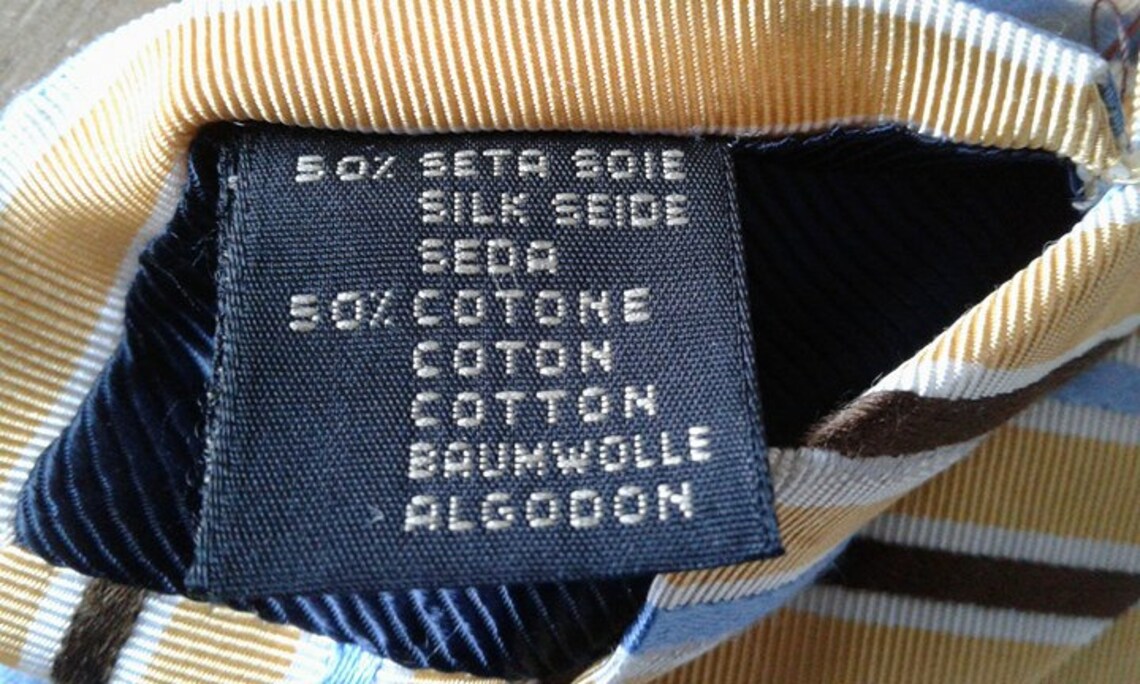 50% SETA SOIE
SILK SEIDE
SEDA
50% COTONE
COTON
COTTON
BAUMWOLLE
ALGODON